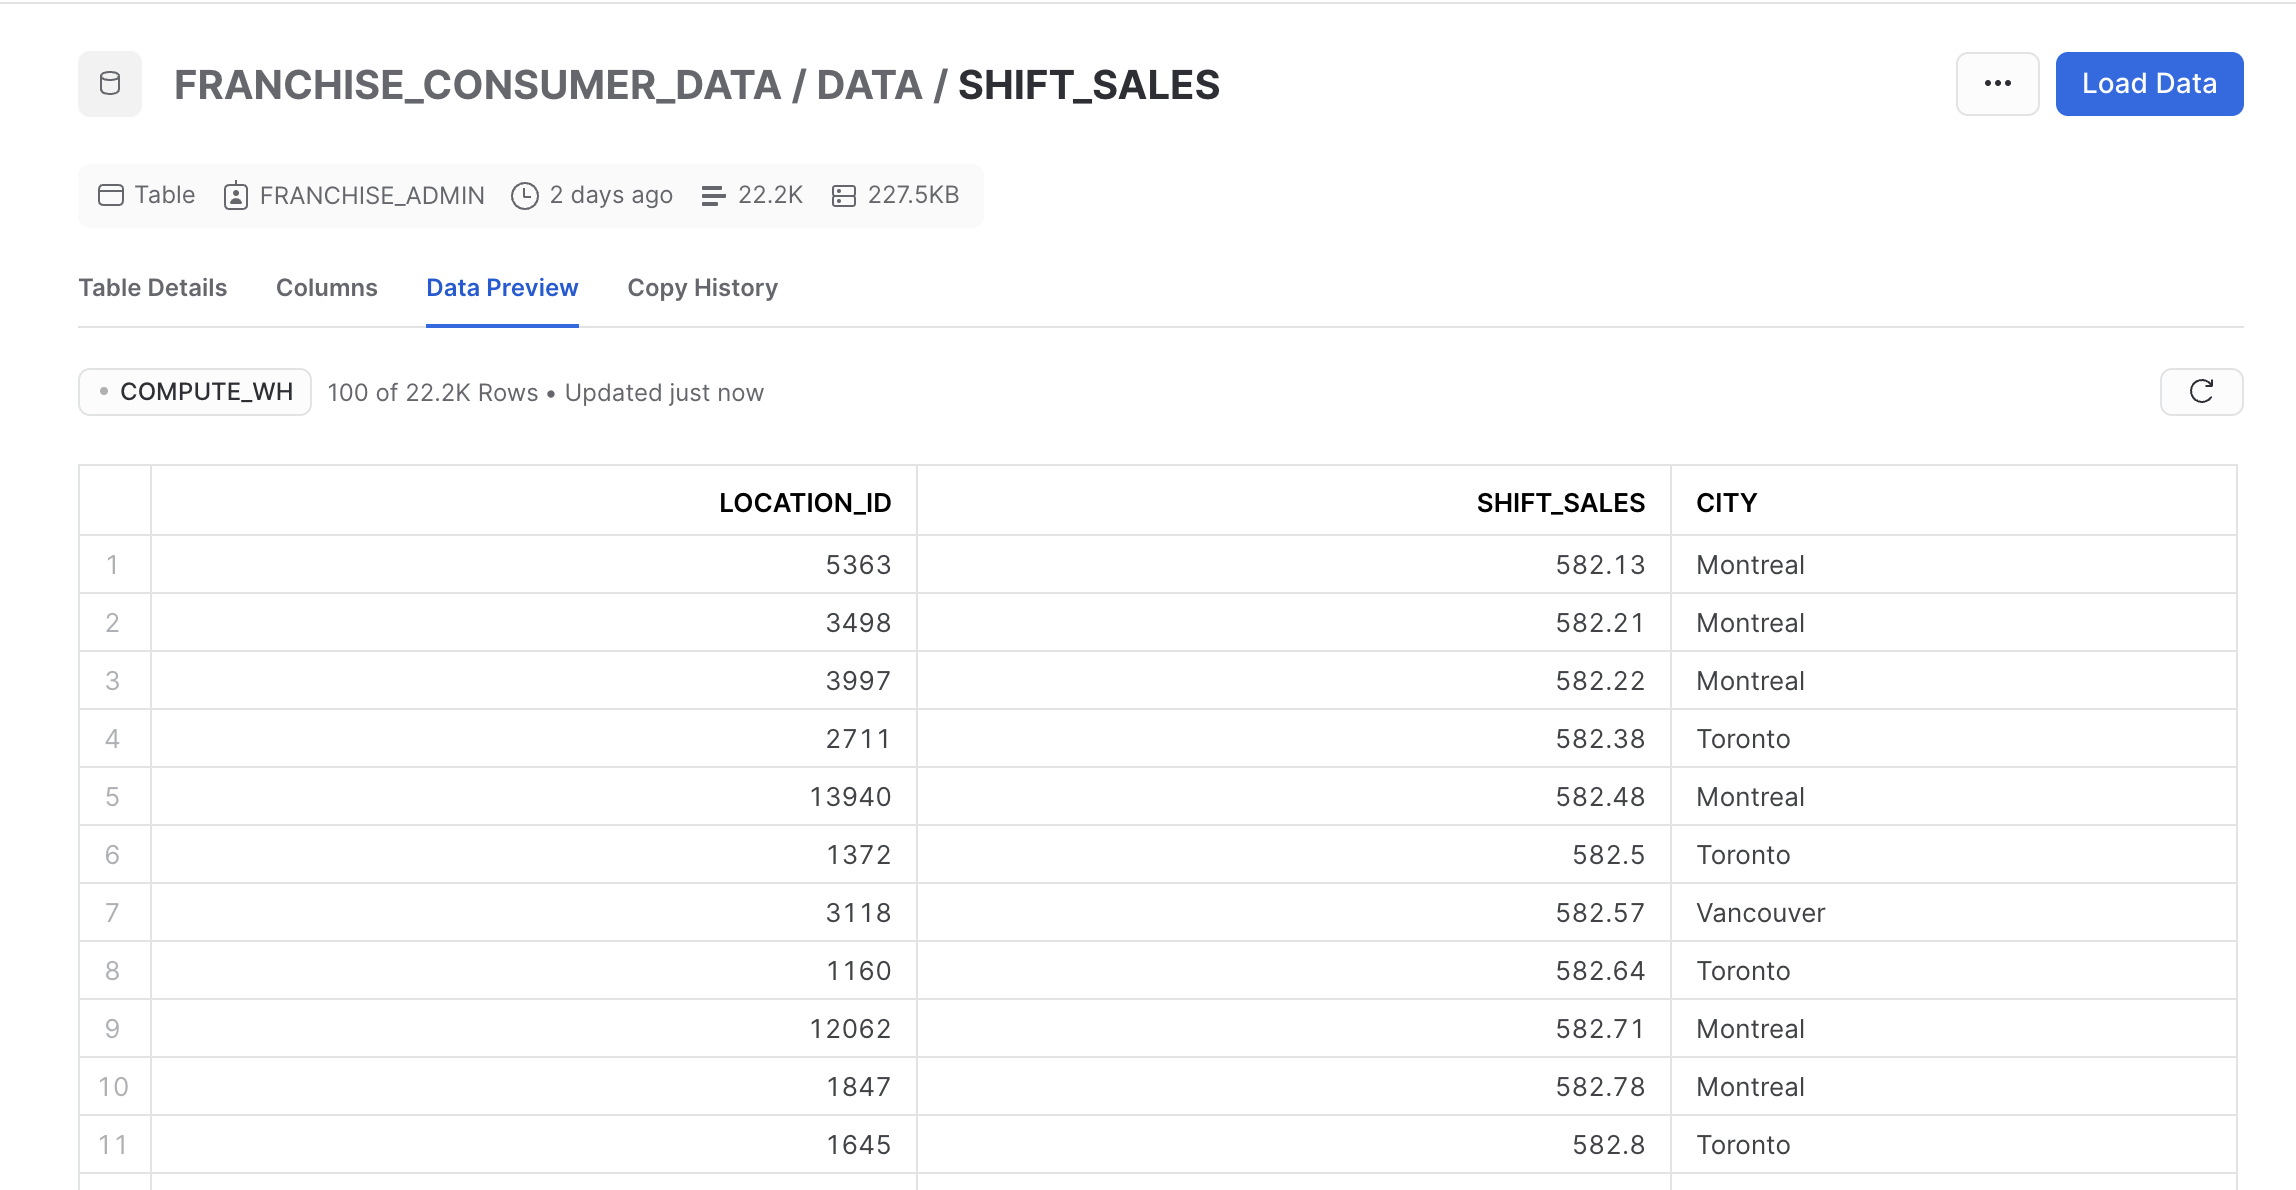 FRANCHISE_CONSUMER_DATA / DATA / SHIFT_SALES
... Load Data
Table FRANCHISE_ADMIN 2 days ago 22.2K 227.5KB
Table Details Columns Data Preview Copy History
COMPUTE_WH 100 of 22.2K Rows • Updated just now
LOCATION_ID SHIFT_SALES CITY
1 5363 582.13 Montreal
2 3498 582.21 Montreal
3 3997 582.22 Montreal
4 2711 582.38 Toronto
5 13940 582.48 Montreal
6 1372 582.5 Toronto
7 3118 582.57 Vancouver
8 1160 582.64 Toronto
9 12062 582.71 Montreal
10 1847 582.78 Montreal
11 1645 582.8 Toronto